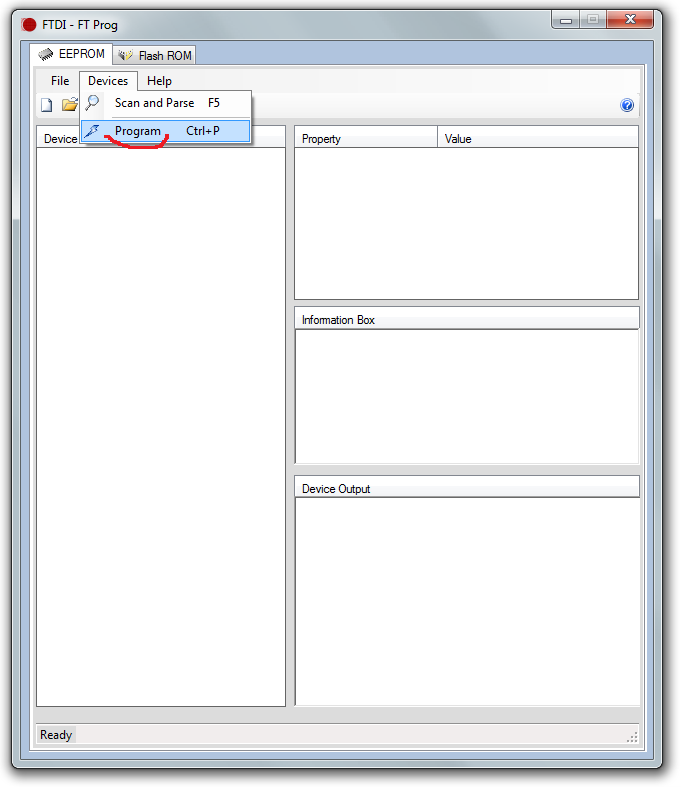 FTDI - FT Prog
EEPROM Flash ROM
File Devices Help
Scan and Parse F5
Program Ctrl+P
Device
Property Value
Information Box
Device Output
Ready